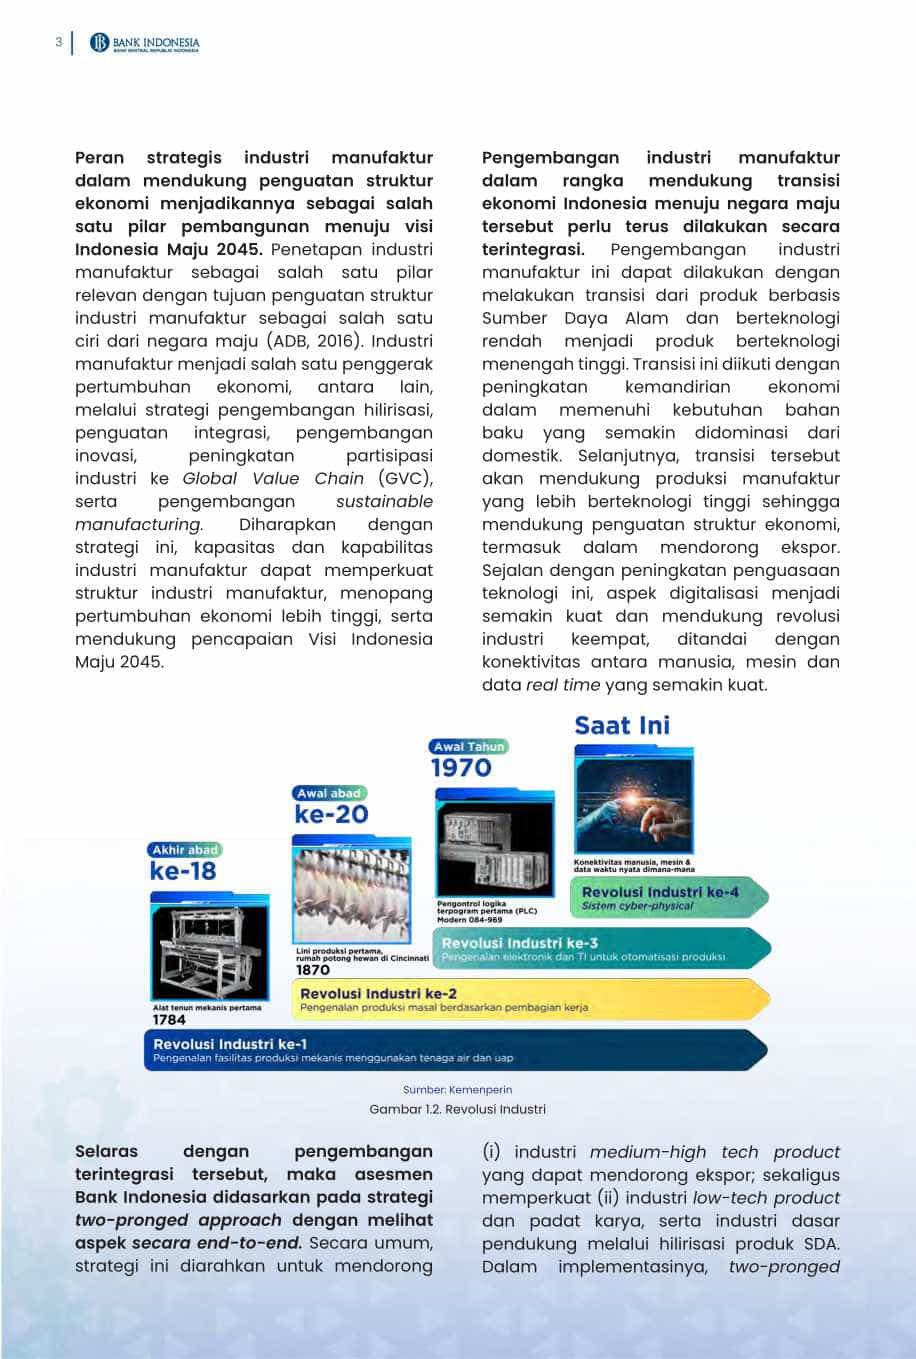 3
BANK INDONESIA
BANK SENTRAL REPUBLIK INDONESIA
Peran strategis industri manufaktur
dalam mendukung penguatan struktur
ekonomi menjadikannya sebagai salah
satu pilar pembangunan menuju visi
Indonesia Maju 2045. Penetapan industri
manufaktur sebagai salah satu pilar
relevan dengan tujuan penguatan struktur
industri manufaktur sebagai salah satu
ciri dari negara maju (ADB, 2016). Industri
manufaktur menjadi salah satu penggerak
pertumbuhan ekonomi, antara lain,
melalui strategi pengembangan hilirisasi,
penguatan integrasi, pengembangan
inovasi, peningkatan partisipasi
industri ke Global Value Chain (GVC),
serta pengembangan sustainable
manufacturing. Diharapkan dengan
strategi ini, kapasitas dan kapabilitas
industri manufaktur dapat memperkuat
struktur industri manufaktur, menopang
pertumbuhan ekonomi lebih tinggi, serta
mendukung pencapaian Visi Indonesia
Maju 2045.
Pengembangan industri manufaktur
dalam rangka mendukung transisi
ekonomi Indonesia menuju negara maju
tersebut perlu terus dilakukan secara
terintegrasi. Pengembangan industri
manufaktur ini dapat dilakukan dengan
melakukan transisi dari produk berbasis
Sumber Daya Alam dan berteknologi
rendah menjadi produk berteknologi
menengah tinggi. Transisi ini diikuti dengan
peningkatan kemandirian ekonomi
dalam memenuhi kebutuhan bahan
baku yang semakin didominasi dari
domestik. Selanjutnya, transisi tersebut
akan mendukung produksi manufaktur
yang lebih berteknologi tinggi sehingga
mendukung penguatan struktur ekonomi,
termasuk dalam mendorong ekspor.
Sejalan dengan peningkatan penguasaan
teknologi ini, aspek digitalisasi menjadi
semakin kuat dan mendukung revolusi
industri keempat, ditandai dengan
konektivitas antara manusia, mesin dan
data real time yang semakin kuat.
Akhir abad
ke-18
Alat tenun mekanis pertama
1784
Awal abad
ke-20
Lini produksi pertama,
rumah potong hewan di Cincinnati
1870
Awal Tahun
1970
Pengontrol logika
terpogram pertama (PLC)
Modern 084-969
Saat Ini
Konektivitas manusia, mesin &
data waktu nyata dimana-mana
Revolusi Industri ke-4
Sistem cyber-physical
Revolusi Industri ke-3
Pengenalan elektronik dan TI untuk otomatisasi produksi
Revolusi Industri ke-2
Pengenalan produksi masal berdasarkan pembagian kerja
Revolusi Industri ke-1
Pengenalan fasilitas produksi mekanis menggunakan tenaga air dan uap
Sumber: Kemenperin
Gambar 1.2. Revolusi Industri
Selaras dengan pengembangan
terintegrasi tersebut, maka asesmen
Bank Indonesia didasarkan pada strategi
two-pronged approach dengan melihat
aspek secara end-to-end. Secara umum,
strategi ini diarahkan untuk mendorong
(i) industri medium-high tech product
yang dapat mendorong ekspor; sekaligus
memperkuat (ii) industri low-tech product
dan padat karya, serta industri dasar
pendukung melalui hilirisasi produk SDA.
Dalam implementasinya, two-pronged